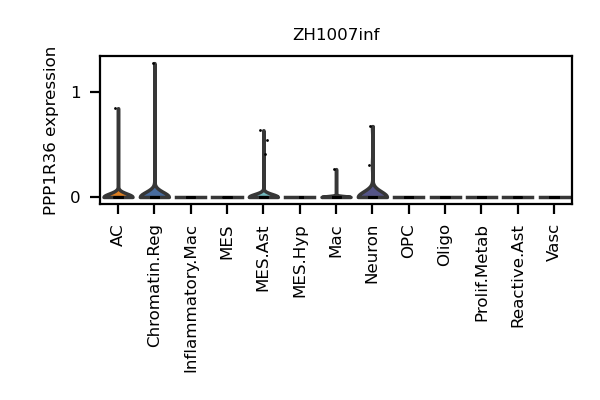 ZH1007inf
PPP1R36 expression
1
0
AC
Chromatin.Reg
Inflammatory.Mac
MES
MES.Ast
MES.Hyp
Mac
Neuron
OPC
Oligo
Prolif.Metab
Reactive.Ast
Vasc